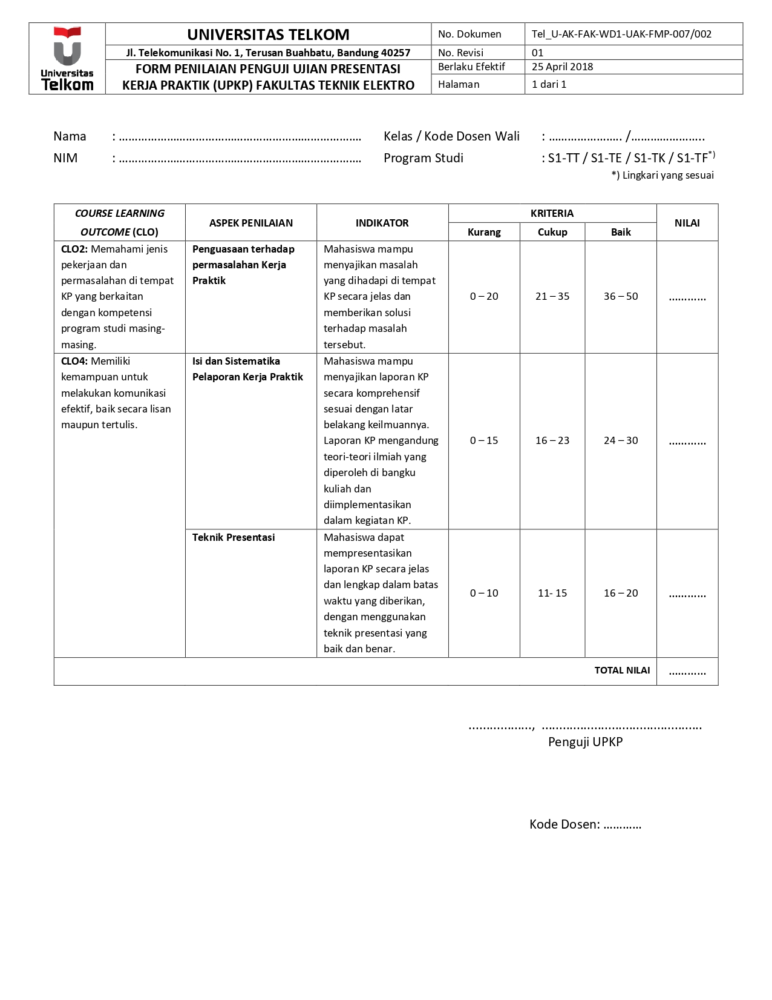 Universitas
Telkom
UNIVERSITAS TELKOM
Jl. Telekomunikasi No. 1, Terusan Buahbatu, Bandung 40257
FORM PENILAIAN PENGUJI UJIAN PRESENTASI
KERJA PRAKTIK (UPKP) FAKULTAS TEKNIK ELEKTRO
No. Dokumen Tel_U-AK-FAK-WD1-UAK-FMP-007/002
No. Revisi 01
Berlaku Efektif 25 April 2018
Halaman 1 dari 1
Nama : ………………………………………………………………… Kelas / Kode Dosen Wali : ………………….. /…………………..
NIM : ………………………………………………………………… Program Studi : S1-TT / S1-TE / S1-TK / S1-TF*)
*) Lingkari yang sesuai
COURSE LEARNING
OUTCOME (CLO)
ASPEK PENILAIAN
INDIKATOR
KRITERIA
Kurang Cukup Baik
NILAI
CLO2: Memahami jenis
pekerjaan dan
permasalahan di tempat
KP yang berkaitan
dengan kompetensi
program studi masing-
masing.
Penguasaan terhadap
permasalahan Kerja
Praktik
Mahasiswa mampu
menyajikan masalah
yang dihadapi di tempat
KP secara jelas dan
memberikan solusi
terhadap masalah
tersebut.
0 – 20 21 – 35 36 – 50 …………
CLO4: Memiliki
kemampuan untuk
melakukan komunikasi
efektif, baik secara lisan
maupun tertulis.
Isi dan Sistematika
Pelaporan Kerja Praktik
Mahasiswa mampu
menyajikan laporan KP
secara komprehensif
sesuai dengan latar
belakang keilmuannya.
Laporan KP mengandung
teori-teori ilmiah yang
diperoleh di bangku
kuliah dan
diimplementasikan
dalam kegiatan KP.
0 – 15 16 – 23 24 – 30 …………
Teknik Presentasi
Mahasiswa dapat
mempresentasikan
laporan KP secara jelas
dan lengkap dalam batas
waktu yang diberikan,
dengan menggunakan
teknik presentasi yang
baik dan benar.
0 – 10 11- 15 16 – 20 …………
TOTAL NILAI …………
.................., ..............................................
Penguji UPKP
Kode Dosen: …………